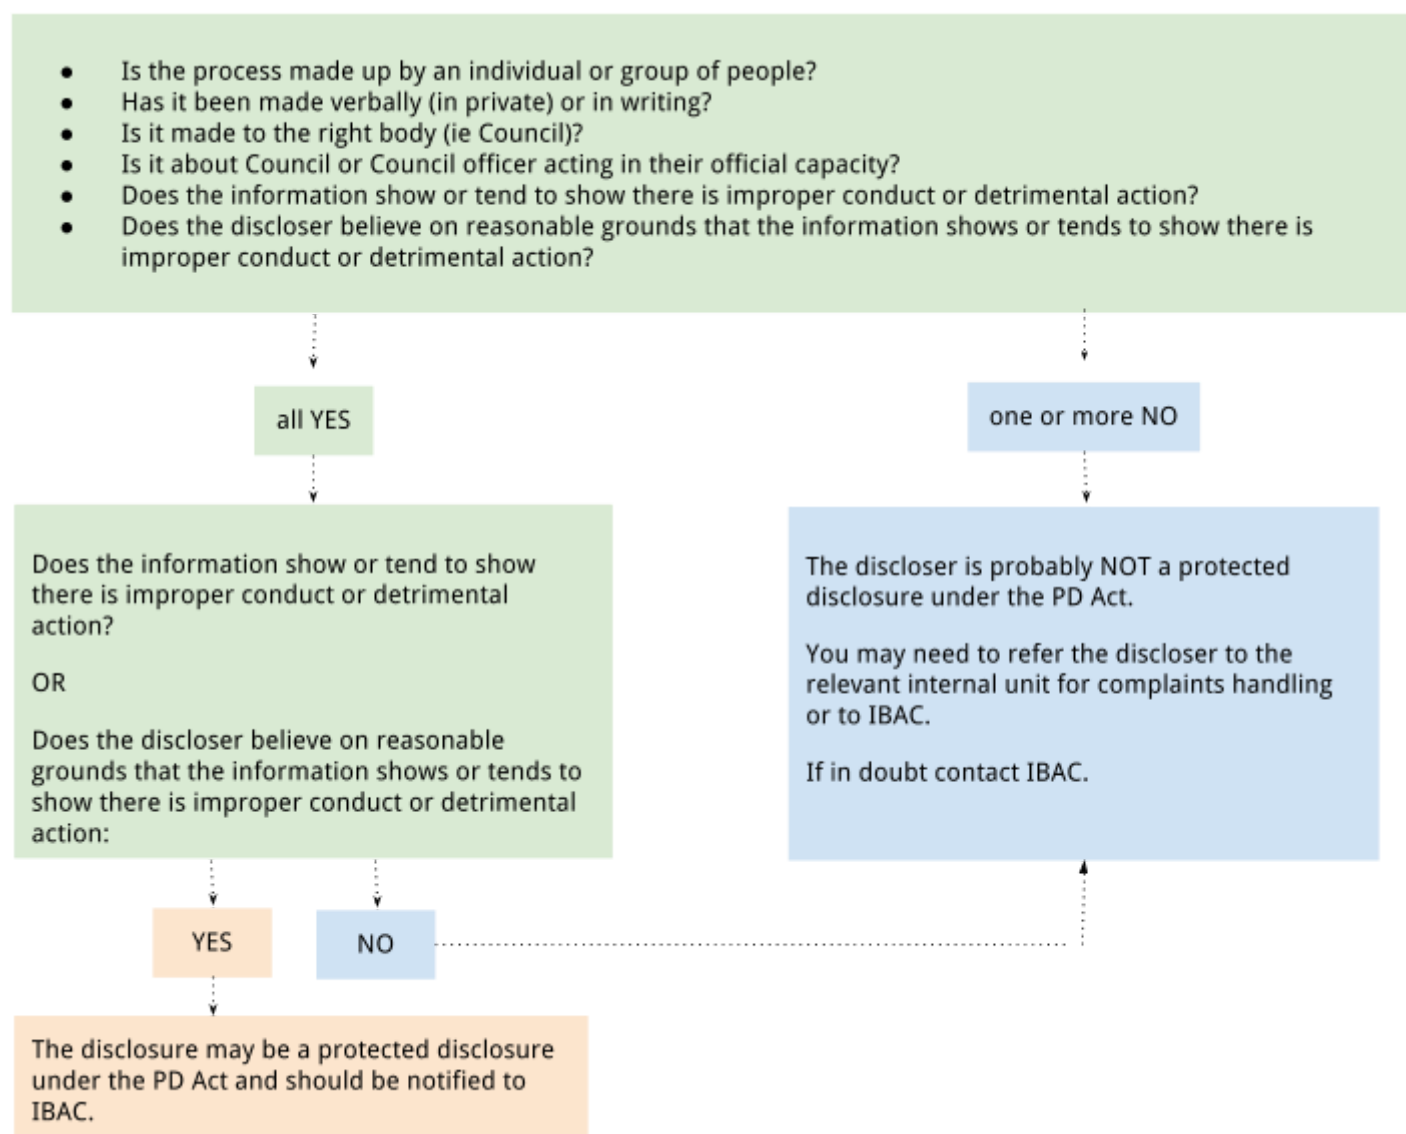 ● Is the process made up by an individual or group of people?
● Has it been made verbally (in private) or in writing?
● Is it made to the right body (ie Council)?
● Is it about Council or Council officer acting in their official capacity?
● Does the information show or tend to show there is improper conduct or detrimental action?
● Does the discloser believe on reasonable grounds that the information shows or tends to show there is
improper conduct or detrimental action?
all YES
one or more NO
Does the information show or tend to show
there is improper conduct or detrimental
action?
OR
Does the discloser believe on reasonable
grounds that the information shows or tends to
show there is improper conduct or detrimental
action:
The discloser is probably NOT a protected
disclosure under the PD Act.
You may need to refer the discloser to the
relevant internal unit for complaints handling
or to IBAC.
If in doubt contact IBAC.
YES
NO
The disclosure may be a protected disclosure
under the PD Act and should be notified to
IBAC.